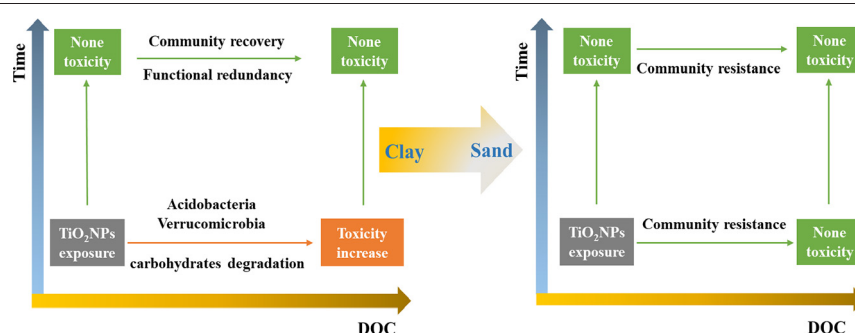 Time
None
toxicity
Community recovery
Functional redundancy
None
toxicity
TiO₂NPs
exposure
Acidobacteria
Verrucomicrobia
carbohydrates degradation
Toxicity
increase
DOC
Clay Sand
Time
None
toxicity
Community resistance
None
toxicity
TiO₂NPs
exposure
Community resistance
None
toxicity
DOC